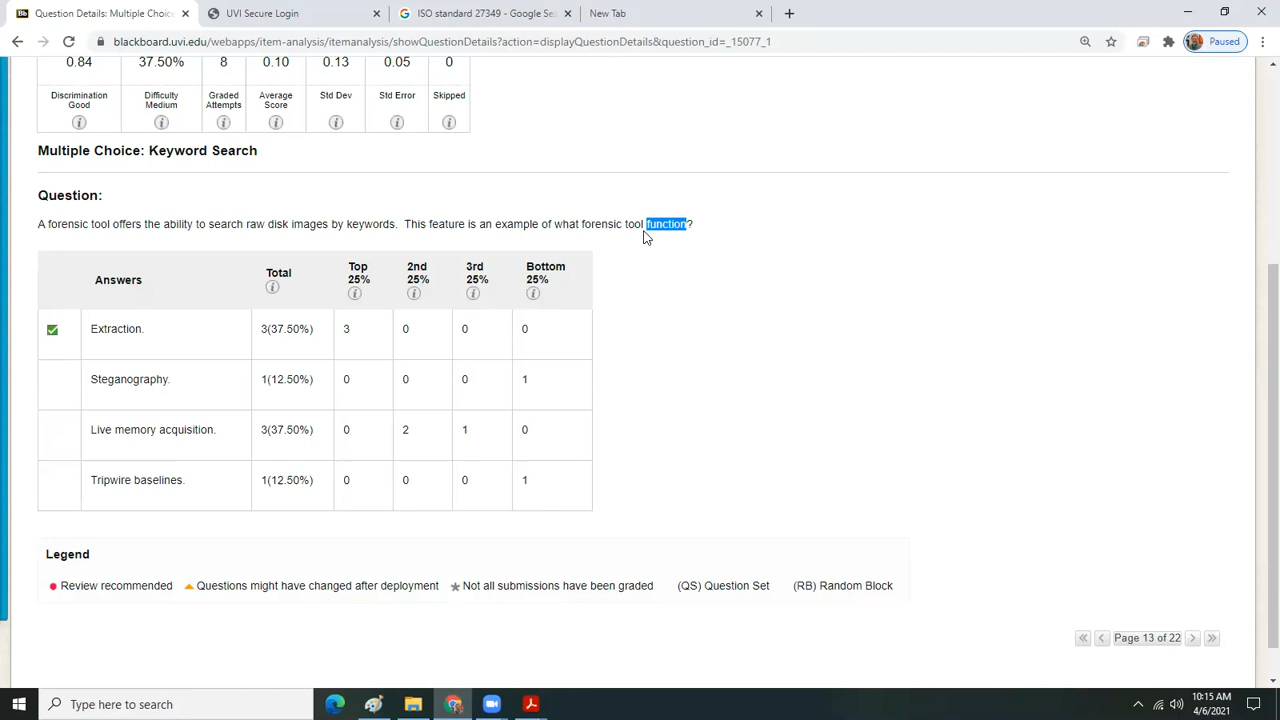 Question Details: Multiple Choic
UVI Secure Login
ISO standard 27349 - Google Se
New Tab
blackboard.uvi.edu/webapps/item-analysis/itemanalysis/showQuestionDetails?action=displayQuestionDetails&question_id=_15077_1
Paused
0.84 37.50% 8 0.10 0.13 0.05 0
Discrimination Difficulty Graded Average Std Dev Std Error Skipped
Good Medium Attempts Score
Multiple Choice: Keyword Search
Question:
A forensic tool offers the ability to search raw disk images by keywords. This feature is an example of what forensic tool function?
Answers Total Top 25% 2nd 25% 3rd 25% Bottom 25%
Extraction. 3(37.50%) 3 0 0 0
Steganography. 1(12.50%) 0 0 0 1
Live memory acquisition. 3(37.50%) 0 2 1 0
Tripwire baselines. 1(12.50%) 0 0 0 1
Legend
Review recommended Questions might have changed after deployment Not all submissions have been graded (QS) Question Set (RB) Random Block
Page 13 of 22
Type here to search
10:15 AM
4/6/2021